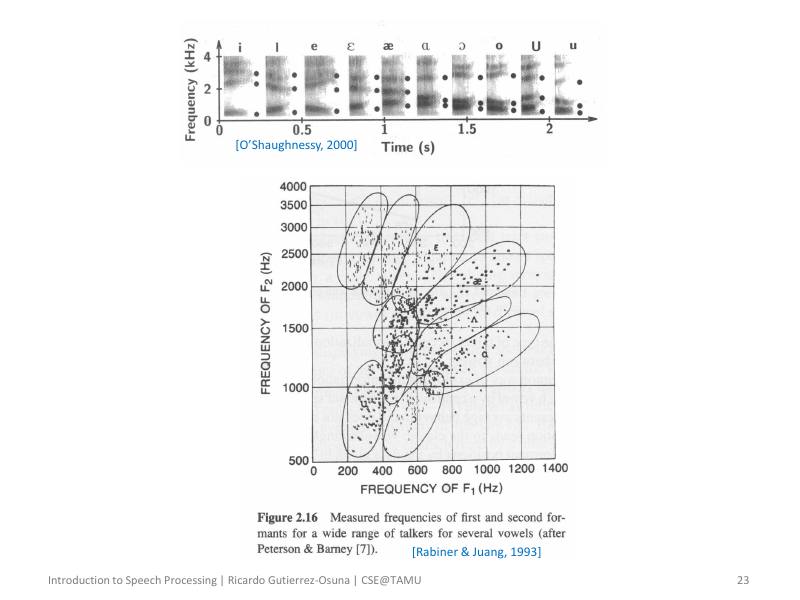 i I e ɛ æ ɑ ɔ o U u
Frequency (kHz)
4
2
0
0 0.5 1 1.5 2
[O'Shaughnessy, 2000] Time (s)
4000
3500
3000
2500
2000
1500
1000
500
FREQUENCY OF F₂ (Hz)
i I ɛ
æ
ʌ
ɑ
U
u
ɔ
0 200 400 600 800 1000 1200 1400
FREQUENCY OF F₁ (Hz)
Figure 2.16 Measured frequencies of first and second for-
mants for a wide range of talkers for several vowels (after
Peterson & Barney [7]). [Rabiner & Juang, 1993]
Introduction to Speech Processing | Ricardo Gutierrez-Osuna | CSE@TAMU 23